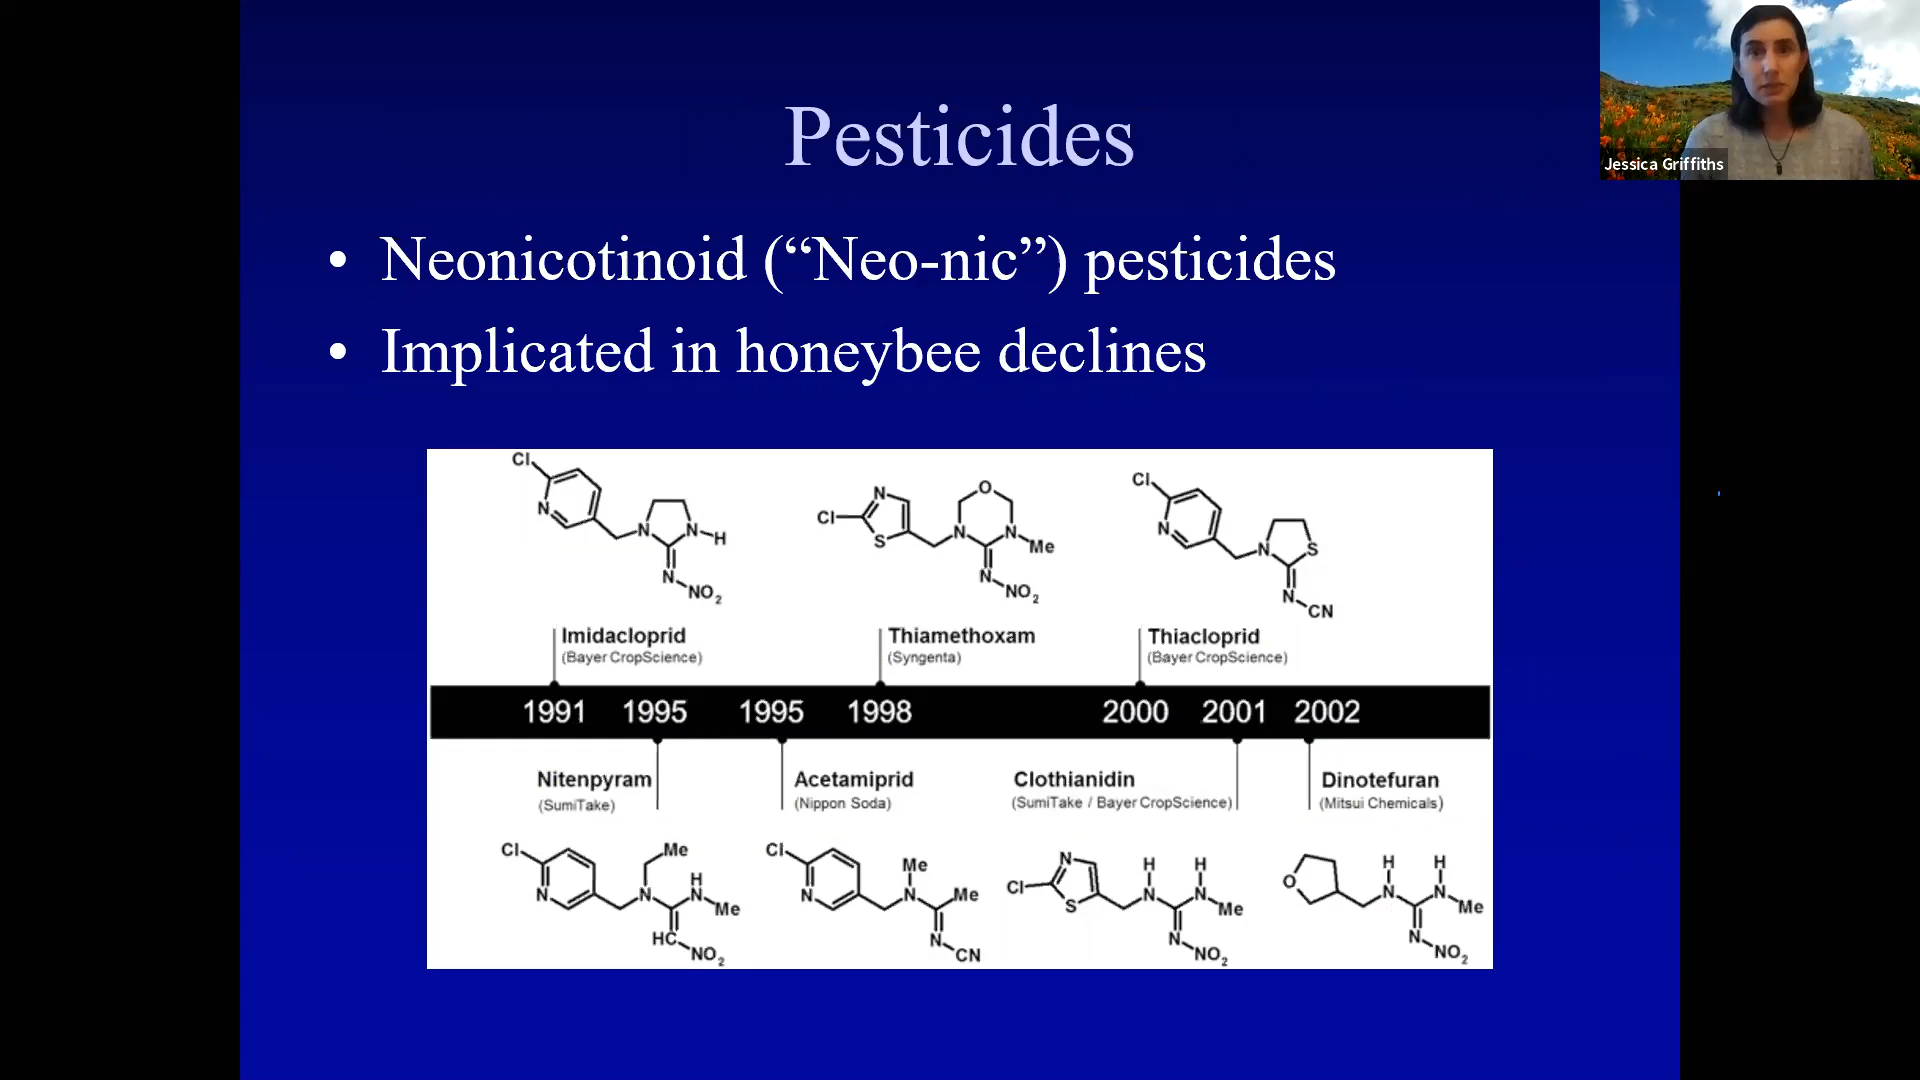 Pesticides
Jessica Griffiths
• Neonicotinoid (“Neo-nic”) pesticides
• Implicated in honeybee declines
Cl
N
N
N
H
N
NO2
Cl
N
S
O
N
N
Me
N
NO2
Cl
N
N
S
N
CN
Imidacloprid
(Bayer CropScience)
Thiamethoxam
(Syngenta)
Thiacloprid
(Bayer CropScience)
1991 1995 1995 1998 2000 2001 2002
Nitenpyram
(SumiTake)
Acetamiprid
(Nippon Soda)
Clothianidin
(SumiTake / Bayer CropScience)
Dinotefuran
(Mitsui Chemicals)
Cl
N
Me
N
H
N
Me
HC
NO2
Cl
N
Me
N
Me
N
CN
Cl
N
S
H
N
H
N
Me
N
NO2
O
H
N
H
N
Me
N
NO2